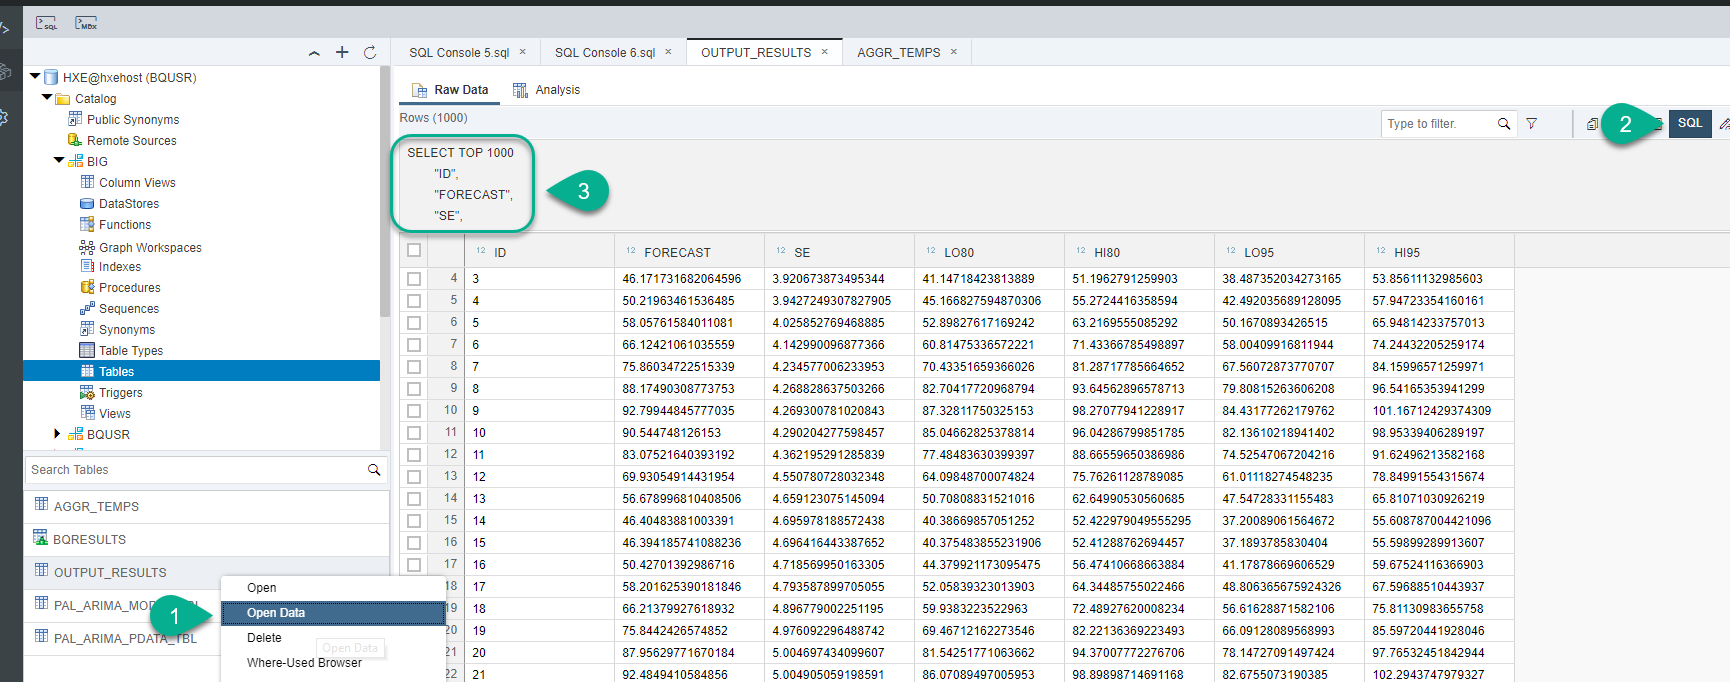 SQL MDX
SQL Console 5.sql × SQL Console 6.sql × OUTPUT_RESULTS × AGGR_TEMPS ×
HXE@hxehost (BQUSR)
Catalog
Public Synonyms
Remote Sources
BIG
Column Views
DataStores
Functions
Graph Workspaces
Indexes
Procedures
Sequences
Synonyms
Table Types
Tables
Triggers
Views
BQUSR
Search Tables
AGGR_TEMPS
BQRESULTS
OUTPUT_RESULTS
PAL_ARIMA_MOD
PAL_ARIMA_PDATA_TBL
1
Open
Open Data
Delete
Open Data
Where-Used Browser
Raw Data Analysis
Rows (1000)
Type to filter.
2
SQL
SELECT TOP 1000
"ID",
"FORECAST",
"SE",
3
12 ID 12 FORECAST 12 SE 12 LO80 12 HI80 12 LO95 12 HI95
4 3 46.171731682064596 3.920673873495344 41.14718423813889 51.1962791259903 38.487352034273165 53.85611132985603
5 4 50.21963461536485 3.9427249307827905 45.166827594870306 55.2724416358594 42.492035689128095 57.94723354160161
6 5 58.05761584011081 4.025852769468885 52.89827617169242 63.2169555085292 50.1670893426515 65.94814233757013
7 6 66.12421061035559 4.142990096877366 60.81475336572221 71.43366785498897 58.00409916811944 74.24432205259174
8 7 75.86034722515339 4.234577006233953 70.43351659366026 81.28717785664652 67.56072873770707 84.15996571259971
9 8 88.17490308773753 4.268828637503266 82.70417720968794 93.64562896578713 79.80815263606208 96.54165353941299
10 9 92.79944845777035 4.269300781020843 87.32811750325153 98.27077941228917 84.43177262179762 101.16712429374309
11 10 90.544748126153 4.290204277598457 85.04662825378814 96.04286799851785 82.13610218941402 98.95339406289197
12 11 83.07521640393192 4.362195291285839 77.48483630399397 88.66559650386986 74.52547067204216 91.62496213582168
13 12 69.93054914431954 4.550780728032348 64.09848700074824 75.76261128789085 61.01118274548235 78.84991554315674
14 13 56.678996810408506 4.659123075145094 50.70808831521016 62.64990530560685 47.54728331155483 65.81071030926219
15 14 46.40483881003391 4.695978188572438 40.38669857051252 52.422979049555295 37.20089061564672 55.608787004421096
16 15 46.394185741088236 4.696416443387652 40.375483855231906 52.41288762694457 37.1893785830404 55.59899289913607
17 16 50.42701392986716 4.718569950163305 44.379921173095475 56.47410668663884 41.17878669606529 59.67524116366903
18 17 58.201625390181846 4.793587899705055 52.05839323013903 64.34485755022466 48.806365675924326 67.59688510443937
19 18 66.21379927618932 4.896779002251195 59.9383223522963 72.48927620008234 56.61628871582106 75.81130983655758
20 19 75.8442426574852 4.976092296488742 69.46712162273546 82.22136369223493 66.09128089568993 85.59720441928046
21 20 87.95629771670184 5.004697434099607 81.54251771063662 94.37007772276706 78.14727091497424 97.76532451842944
22 21 92.4849410584856 5.004905059198591 86.07089497005953 98.89898714691168 82.6755073190385 102.2943747979327